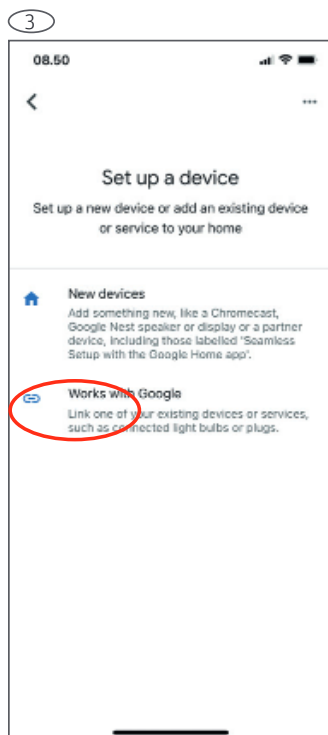 3
08.50
Set up a device
Set up a new device or add an existing device
or service to your home
New devices
Add something new, like a Chromecast,
Google Nest speaker or display or a partner
device, including those labelled 'Seamless
Setup with the Google Home app'.
Works with Google
Link one of your existing devices or services,
such as connected light bulbs or plugs.